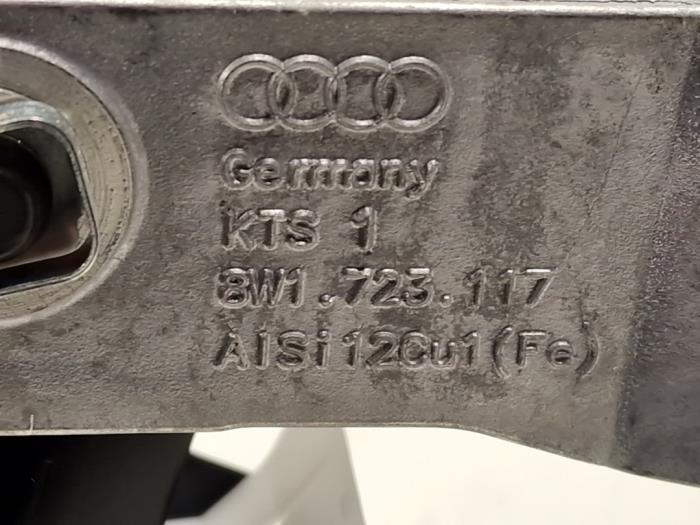 Germany
KTS 1
8W1.723.117
AlSi12Cu1(Fe)